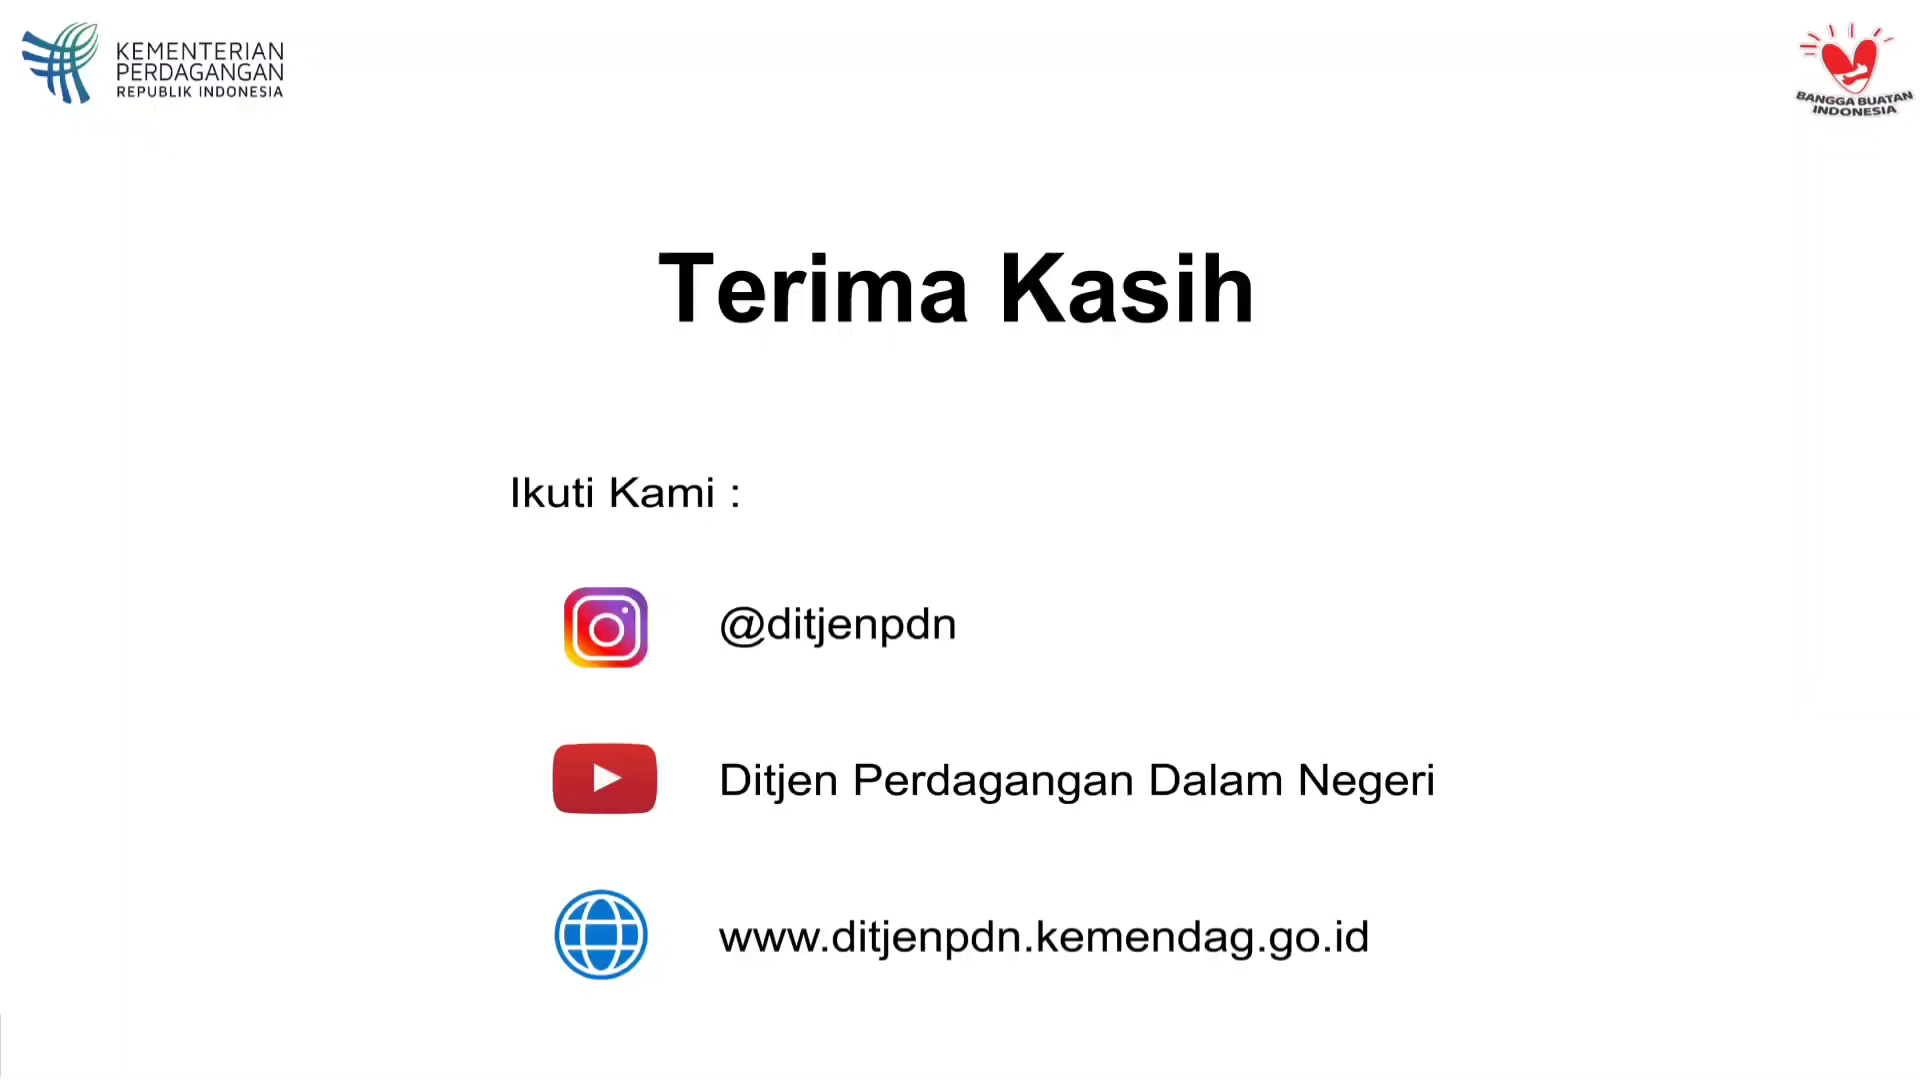 KEMENTERIAN
PERDAGANGAN
REPUBLIK INDONESIA
BANGGA BUATAN
INDONESIA
Terima Kasih
Ikuti Kami :
@ditjenpdn
Ditjen Perdagangan Dalam Negeri
www.ditjenpdn.kemendag.go.id